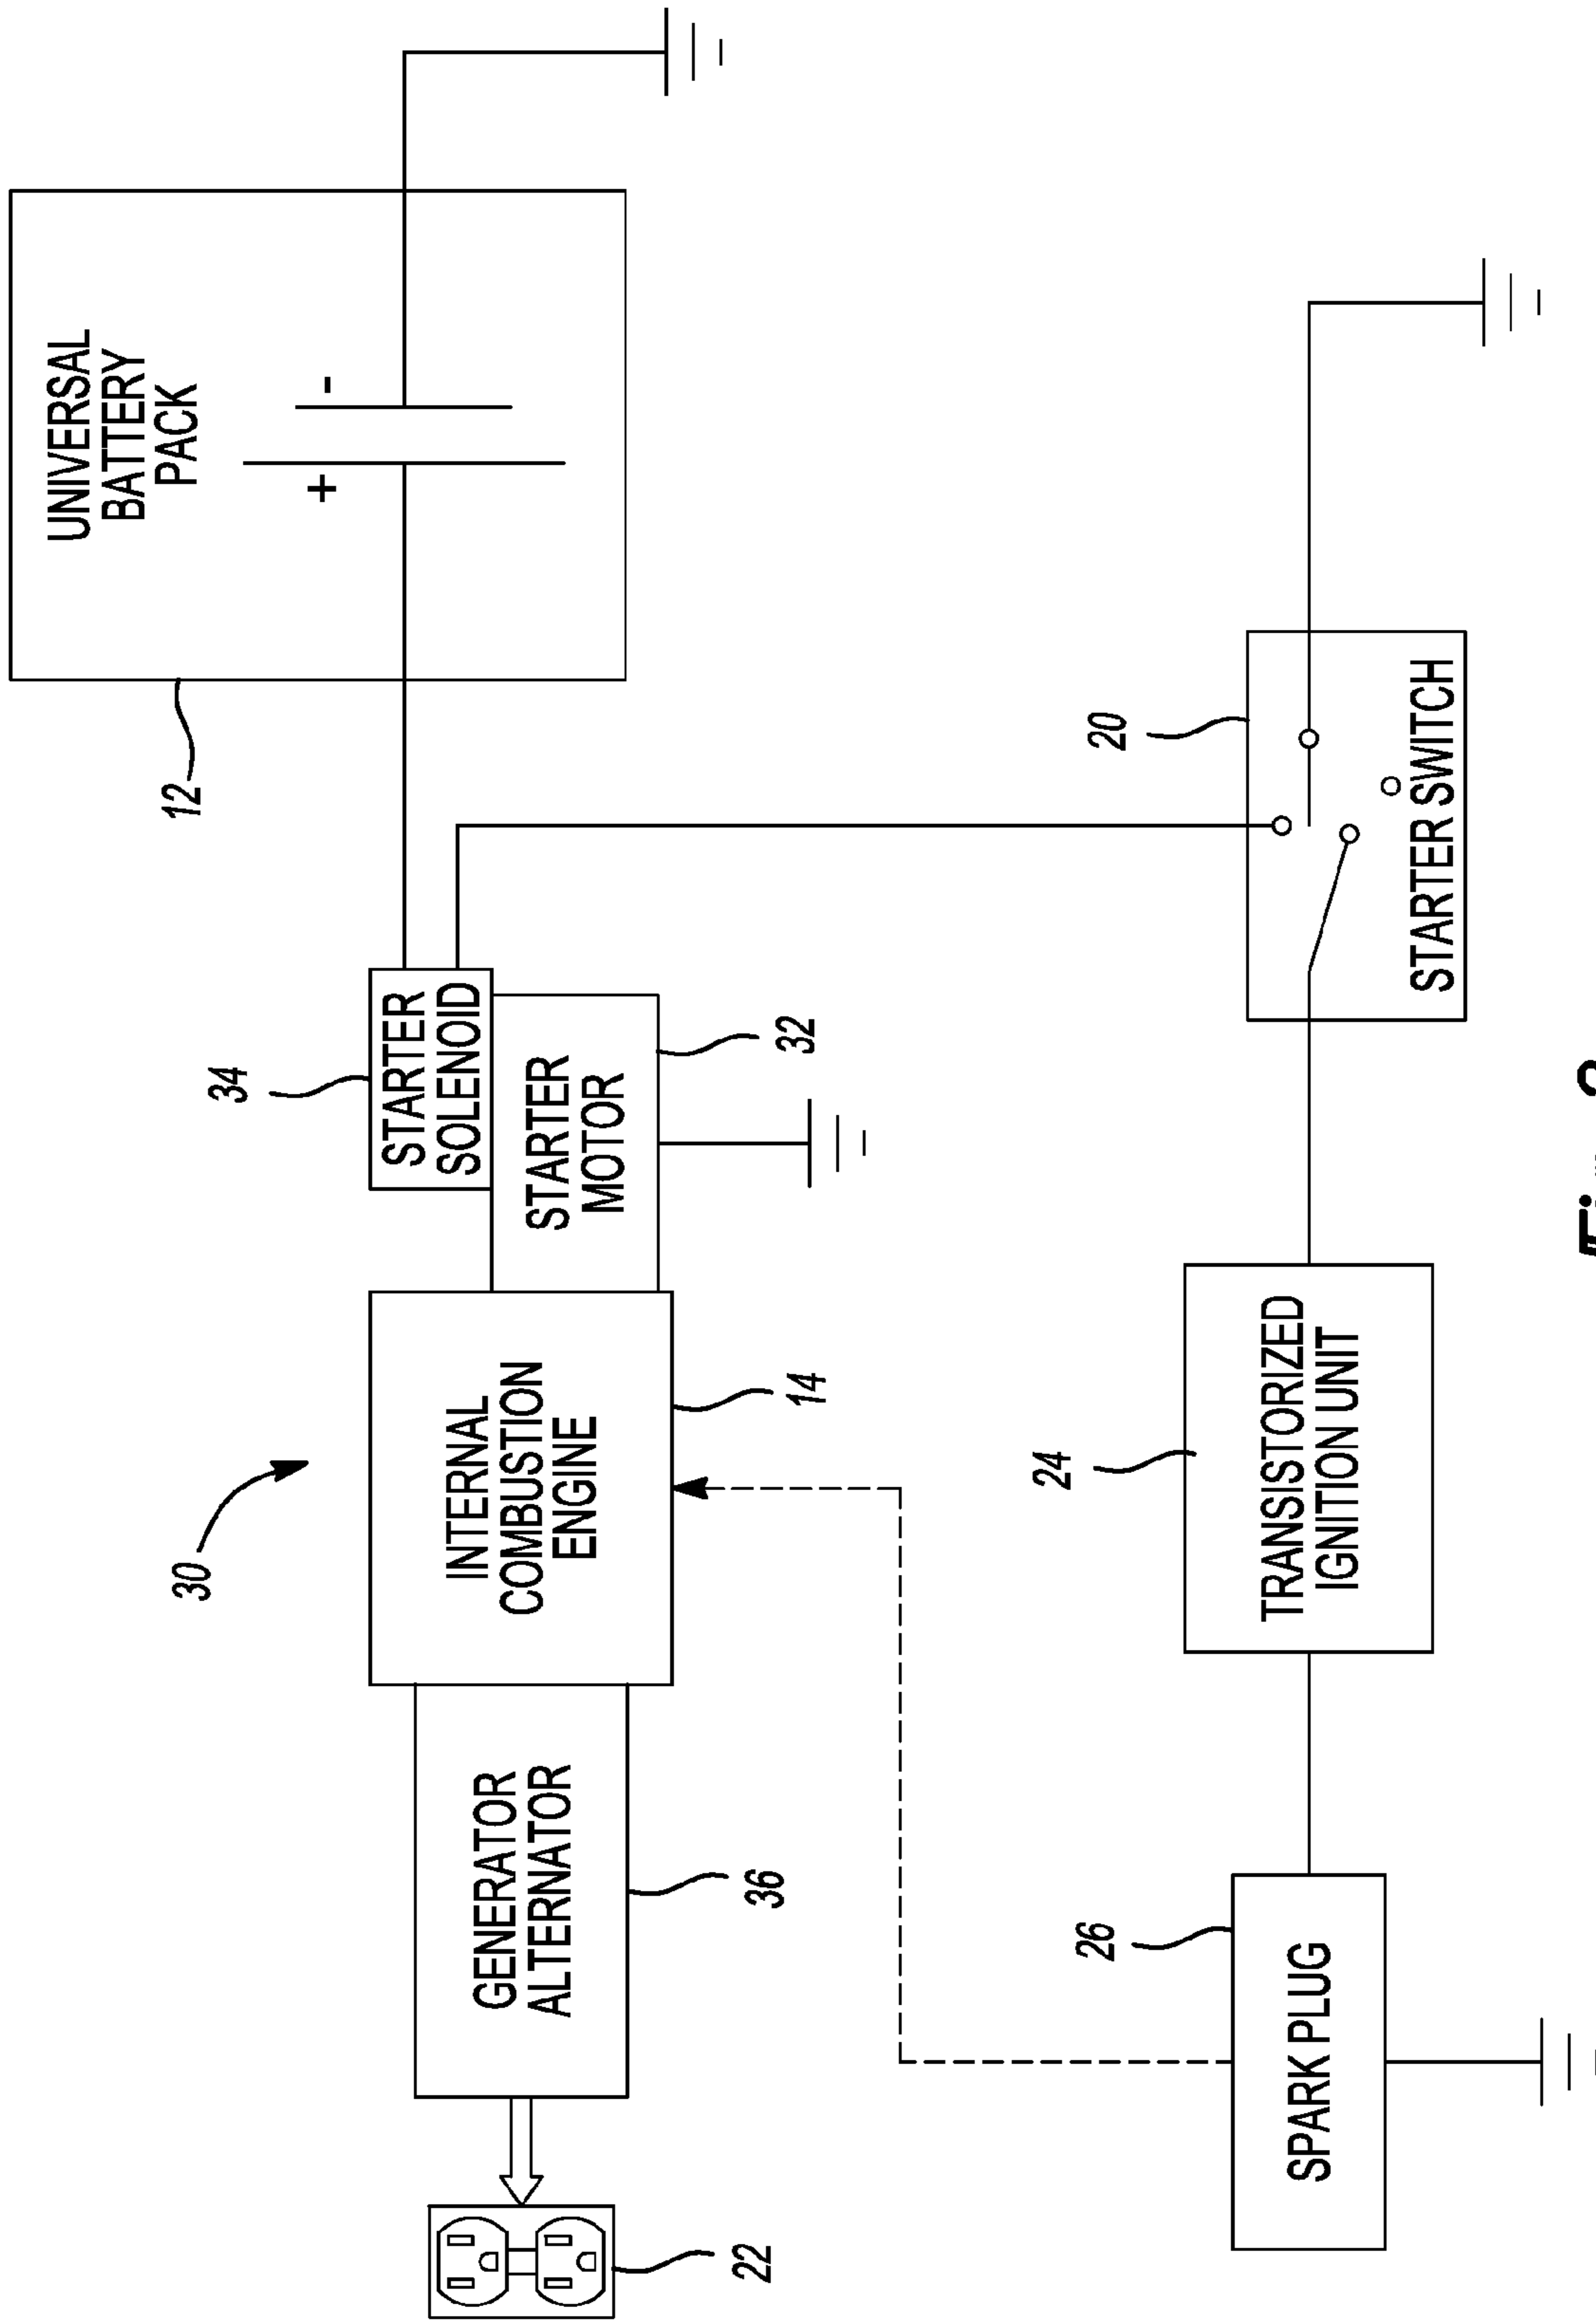 UNIVERSAL
BATTERY
PACK
+ -
12
30
34
STARTER
SOLENOID
INTERNAL
COMBUSTION
ENGINE
GENERATOR
ALTERNATOR
STARTER
MOTOR
22
36
14
32
20
24
26
SPARK PLUG
TRANSISTORIZED
IGNITION UNIT
STARTER SWITCH